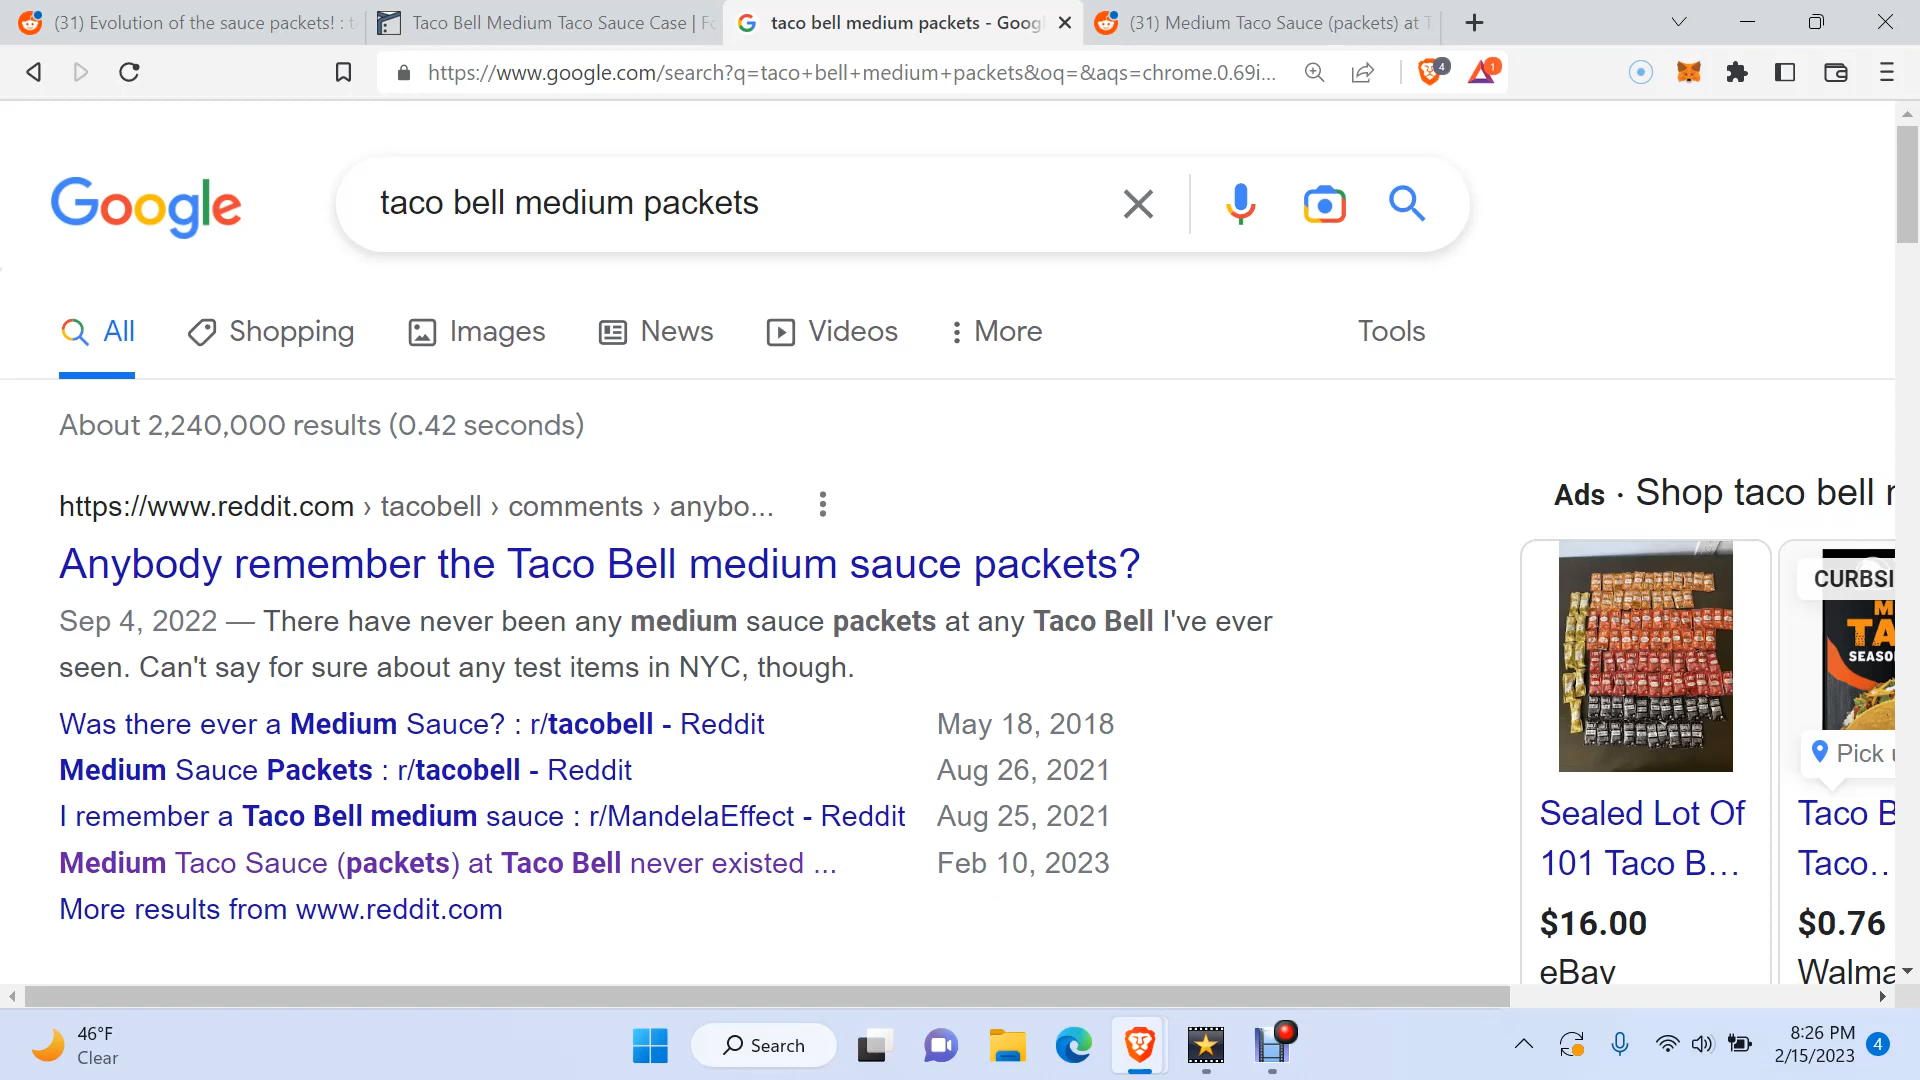 (31) Evolution of the sauce packets! : t
Taco Bell Medium Taco Sauce Case | Fo
taco bell medium packets - Googl
(31) Medium Taco Sauce (packets) at T
https://www.google.com/search?q=taco+bell+medium+packets&oq=&aqs=chrome.0.69i...
4
1
Google
taco bell medium packets
All
Shopping
Images
News
Videos
More
Tools
About 2,240,000 results (0.42 seconds)
https://www.reddit.com › tacobell › comments › anybo...
Anybody remember the Taco Bell medium sauce packets?
Sep 4, 2022 — There have never been any medium sauce packets at any Taco Bell I've ever
seen. Can't say for sure about any test items in NYC, though.
Was there ever a Medium Sauce? : r/tacobell - Reddit May 18, 2018
Medium Sauce Packets : r/tacobell - Reddit Aug 26, 2021
I remember a Taco Bell medium sauce : r/MandelaEffect - Reddit Aug 25, 2021
Medium Taco Sauce (packets) at Taco Bell never existed ... Feb 10, 2023
More results from www.reddit.com
Ads · Shop taco bell
Sealed Lot Of
101 Taco B...
$16.00
eBay
CURBSI
M
TA
SEASO
Pick
Taco B
Taco...
$0.76
Walma
46°F
Clear
Search
8:26 PM
2/15/2023
4